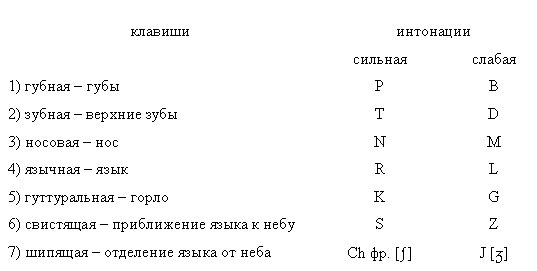 клавиши интонации
сильная слабая
1) губная – губы P B
2) зубная – верхние зубы T D
3) носовая – нос N M
4) язычная – язык R L
5) гуттуральная – горло K G
6) свистящая – приближение языка к небу S Z
7) шипящая – отделение языка от неба Ch фр. [ʃ] J [ʒ]